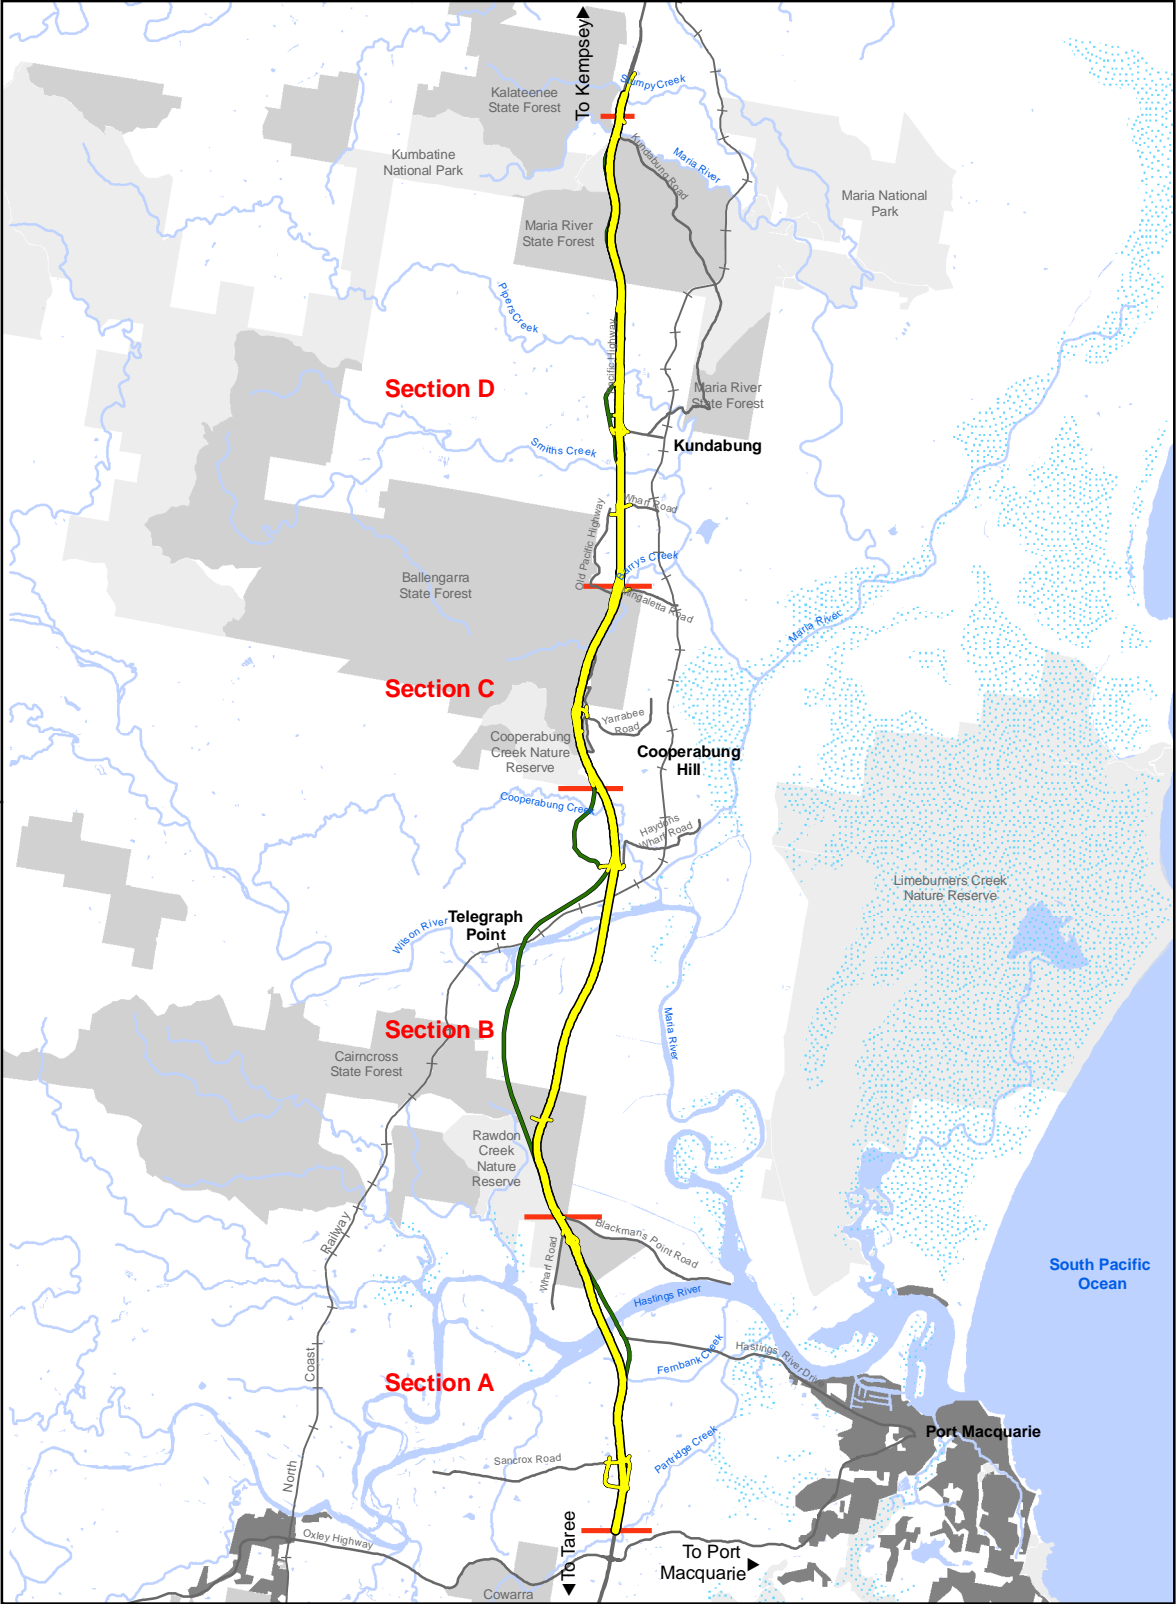 To Kempsey
Stumpy Creek
Kalateenee
State Forest
Kundabung Road
Maria River
Kumbatine
National Park
Maria National
Park
Maria River
State Forest
Pipers Creek
Pacific Highway
Section D
Maria River
State Forest
Kundabung
Smiths Creek
Wharf Road
Old Pacific Highway
Barrys Creek
Ballengarra
State Forest
Mingaletta Road
Maria River
Section C
Yarrabee
Road
Cooperabung
Creek Nature
Reserve
Cooperabung
Hill
Cooperabung Creek
Haydons
Wharf Road
Limeburners Creek
Nature Reserve
Telegraph
Point
Wilson River
Maria River
Section B
Cairncross
State Forest
Rawdon
Creek
Nature
Reserve
Blackman's Point Road
Wharf Road
Railway
South Pacific
Ocean
Hastings River
Hastings River Drive
Fernbank Creek
Coast
Section A
Port Macquarie
Partridge Creek
Sancrox Road
North
Oxley Highway
To Taree
To Port
Macquarie
Cowarra